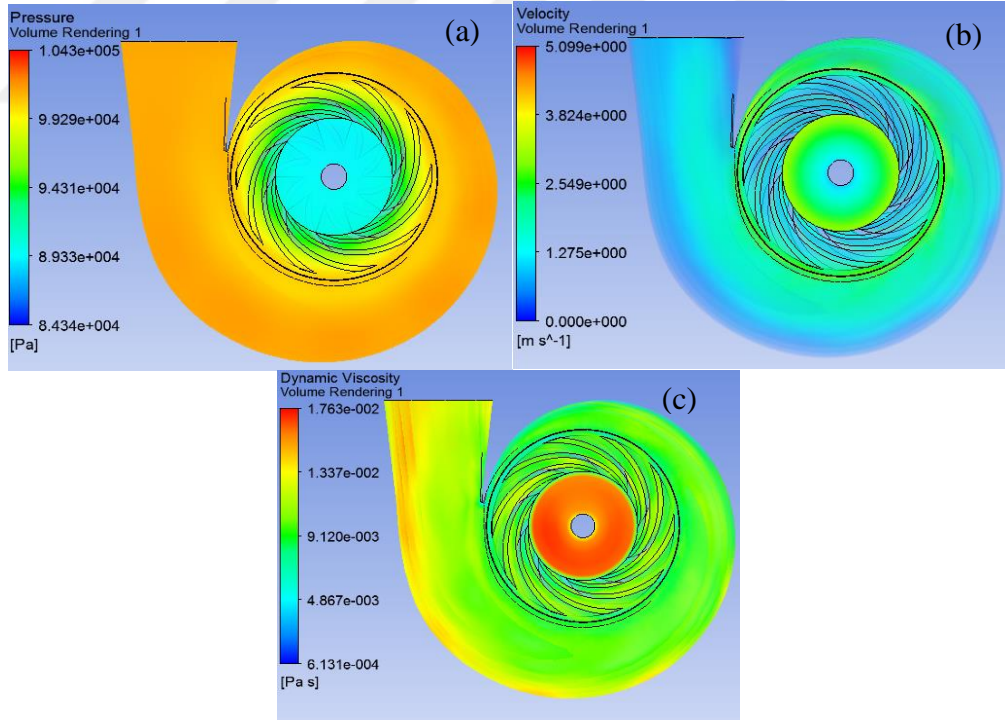 Pressure
Volume Rendering 1
(a)
1.043e+005
9.929e+004
9.431e+004
8.933e+004
8.434e+004
[Pa]
Velocity
Volume Rendering 1
(b)
5.099e+000
3.824e+000
2.549e+000
1.275e+000
0.000e+000
[m s^-1]
Dynamic Viscosity
Volume Rendering 1
(c)
1.763e-002
1.337e-002
9.120e-003
4.867e-003
6.131e-004
[Pa s]